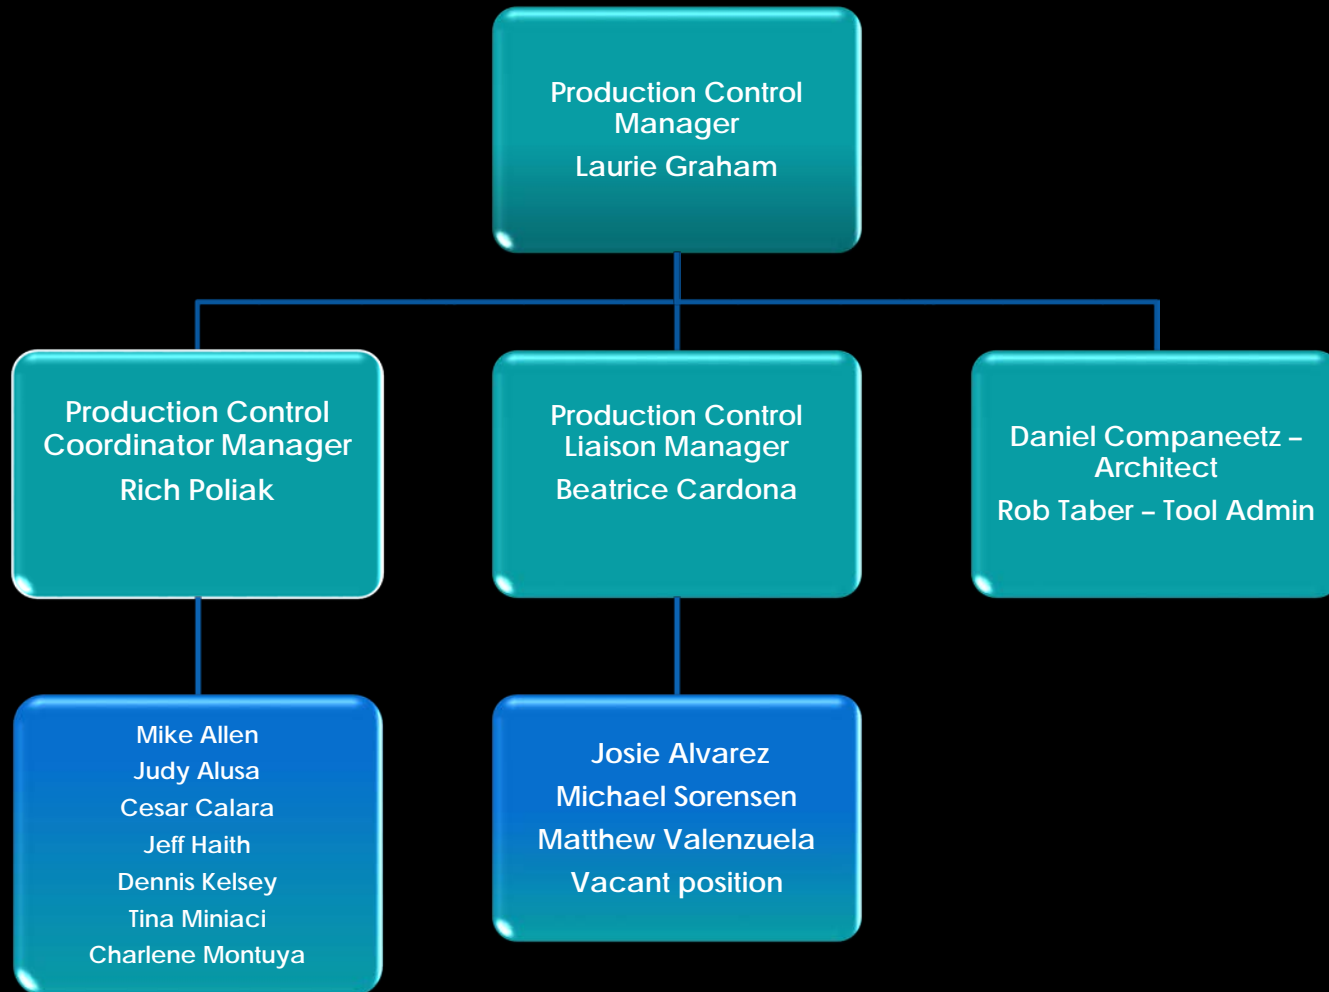 Production Control
Manager
Laurie Graham
Production Control
Coordinator Manager
Rich Poliak
Production Control
Liaison Manager
Beatrice Cardona
Daniel Companeetz –
Architect
Rob Taber – Tool Admin
Mike Allen
Judy Alusa
Cesar Calara
Jeff Haith
Dennis Kelsey
Tina Miniaci
Charlene Montuya
Josie Alvarez
Michael Sorensen
Matthew Valenzuela
Vacant position